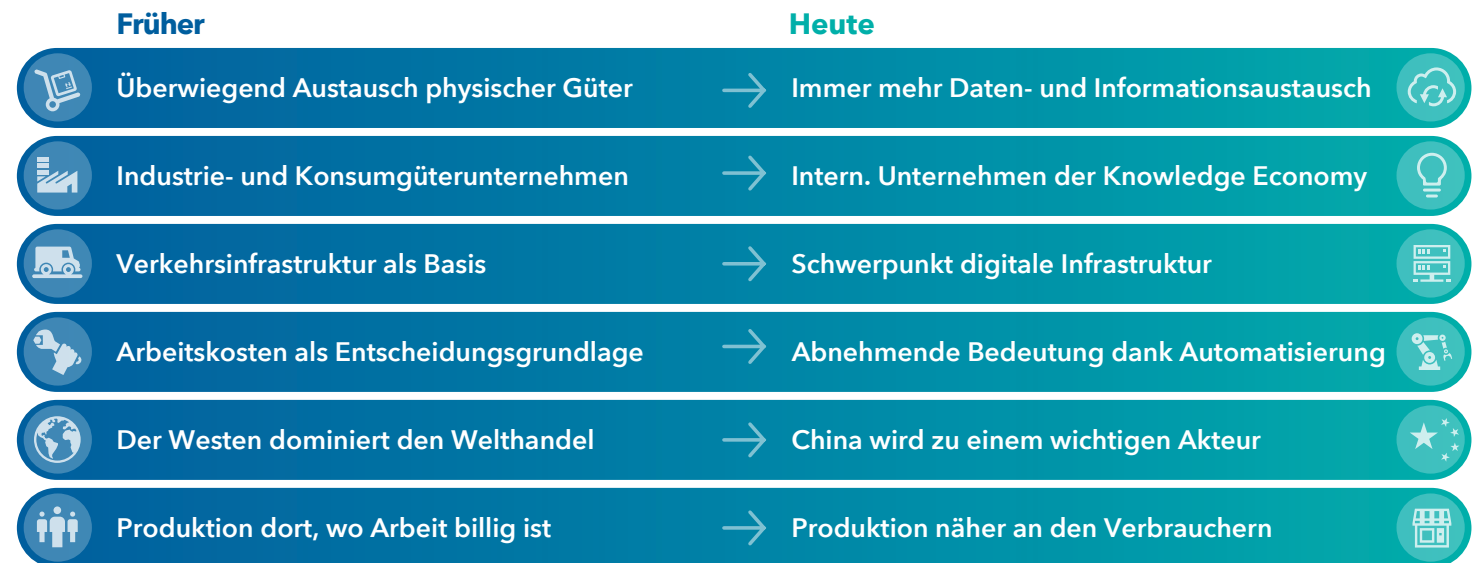 Früher Heute
Überwiegend Austausch physischer Güter → Immer mehr Daten- und Informationsaustausch
Industrie- und Konsumgüterunternehmen → Intern. Unternehmen der Knowledge Economy
Verkehrsinfrastruktur als Basis → Schwerpunkt digitale Infrastruktur
Arbeitskosten als Entscheidungsgrundlage → Abnehmende Bedeutung dank Automatisierung
Der Westen dominiert den Welthandel → China wird zu einem wichtigen Akteur
Produktion dort, wo Arbeit billig ist → Produktion näher an den Verbrauchern